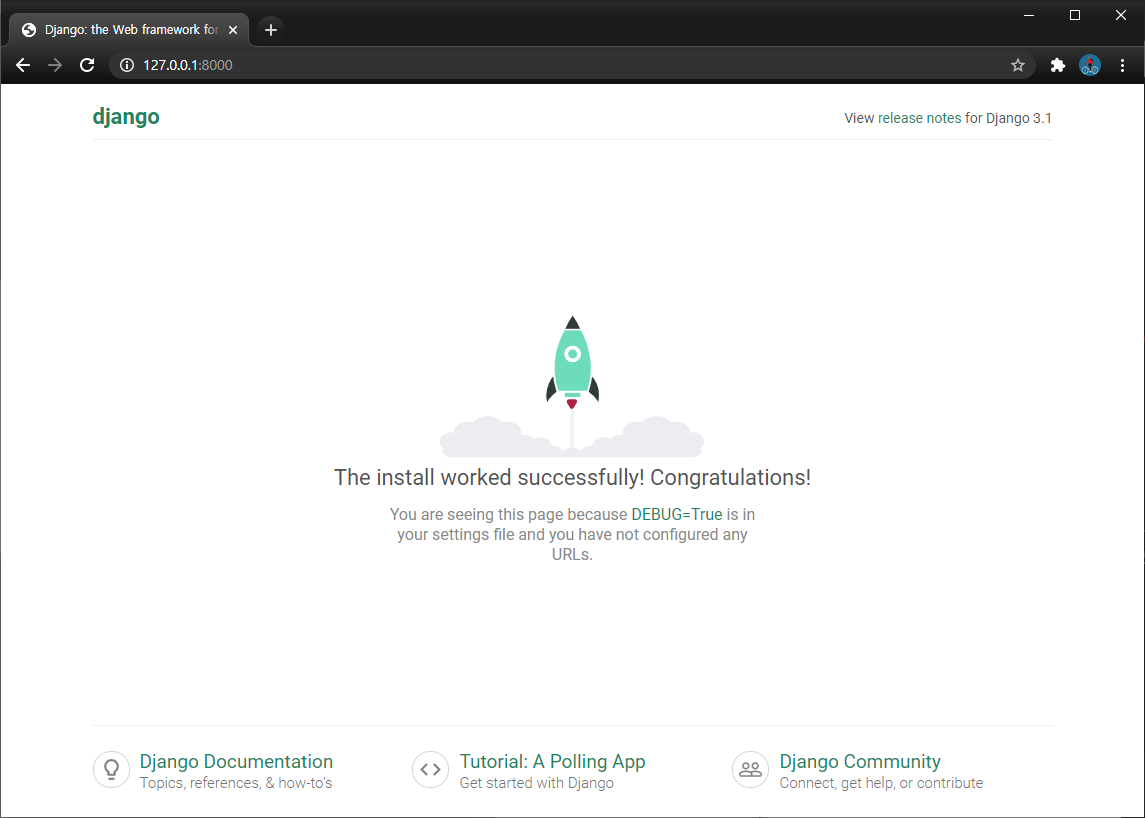 Django: the Web framework for
127.0.0.1:8000
django
View release notes for Django 3.1
The install worked successfully! Congratulations!
You are seeing this page because DEBUG=True is in
your settings file and you have not configured any
URLs.
Django Documentation
Topics, references, & how-to’s
Tutorial: A Polling App
Get started with Django
Django Community
Connect, get help, or contribute